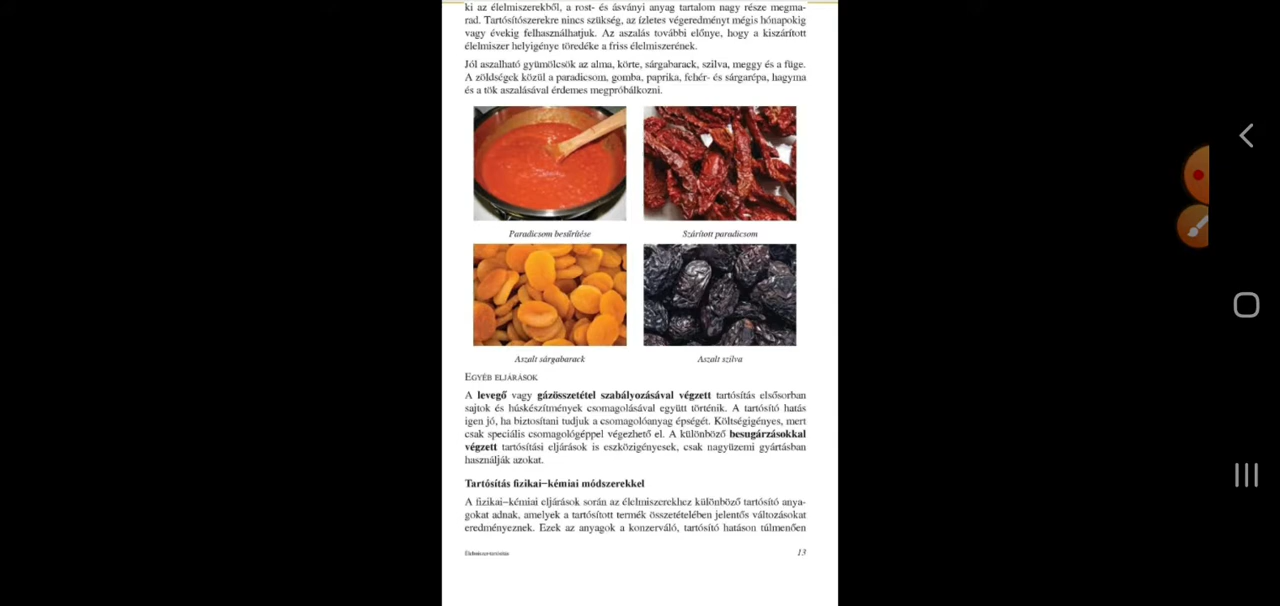 ki az élelmiszerekből, a rost- és ásványi anyag tartalom nagy része megma-
rad. Tartósítószerekre nincs szükség, az ízletes végeredményt mégis hónapokig
vagy évekig felhasználhatjuk. Az aszalás további előnye, hogy a kiszárított
élelmiszer helyigénye töredéke a friss élelmiszerének.
Jól aszalható gyümölcsök az alma, körte, sárgabarack, szilva, meggy és a füge.
A zöldségek közül a paradicsom, gomba, paprika, fehér- és sárgarépa, hagyma
és a tök aszalásával érdemes megpróbálkozni.
Paradicsom besűrítése
Szárított paradicsom
Aszalt sárgabarack
Aszalt szilva
EGYÉB ELJÁRÁSOK
A levegő vagy gázösszetétel szabályozásával végzett tartósítás elsősorban
sajtok és húskészítmények csomagolásával együtt történik. A tartósító hatás
igen jó, ha biztosítani tudjuk a csomagolóanyag épségét. Költségigényes, mert
csak speciális csomagológéppel végezhető el. A különböző besugárzásokkal
végzett tartósítási eljárások is eszközigényesek, csak nagyüzemi gyártásban
használják azokat.
Tartósítás fizikai–kémiai módszerekkel
A fizikai–kémiai eljárások során az élelmiszerekhez különböző tartósító anya-
gokat adnak, amelyek a tartósított termék összetételében jelentős változásokat
eredményeznek. Ezek az anyagok a konzerváló, tartósító hatáson túlmenően
Élelmiszer-tartósítás
13